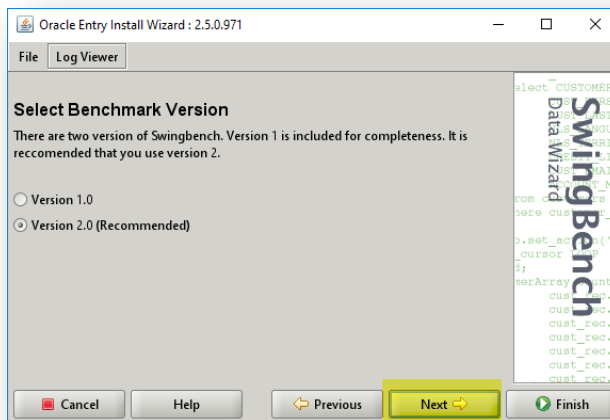 Oracle Entry Install Wizard : 2.5.0.971
File Log Viewer
Select Benchmark Version
There are two version of Swingbench. Version 1 is included for completeness. It is
reccomended that you use version 2.
Version 1.0
Version 2.0 (Recommended)
SwingBench
Data Wizard
Cancel Help Previous Next Finish